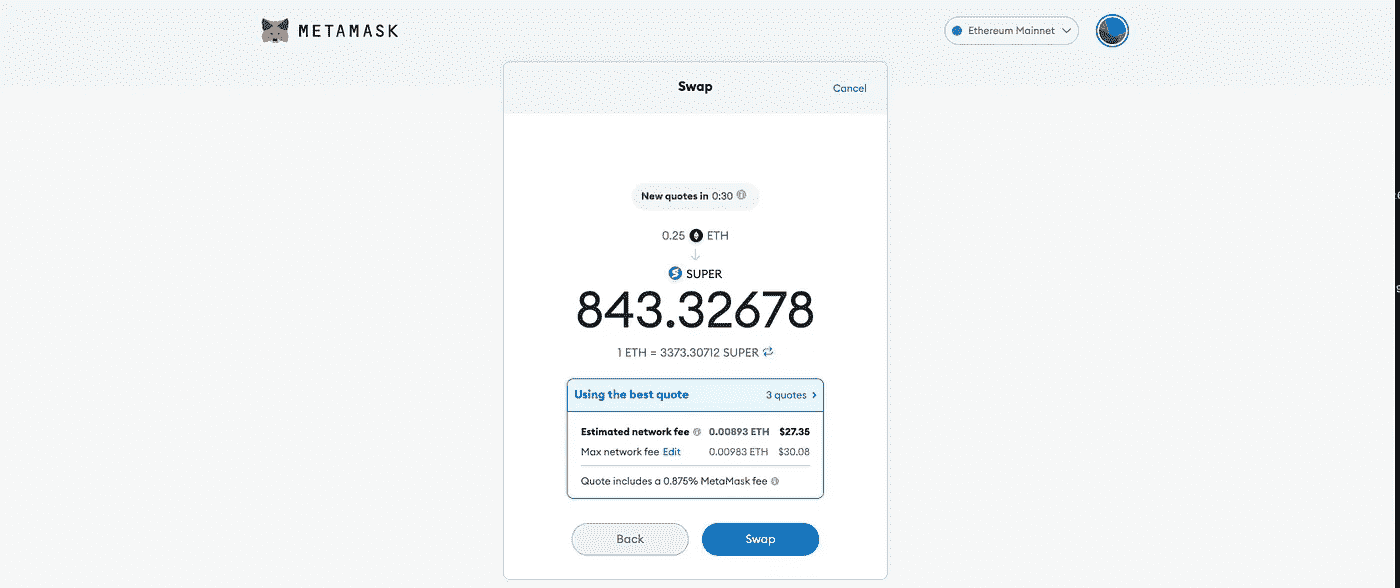 METAMASK
Ethereum Mainnet
Swap
Cancel
New quotes in 0:30
0.25 ETH
SUPER
843.32678
1 ETH = 3373.30712 SUPER
Using the best quote 3 quotes
Estimated network fee 0.00893 ETH $27.35
Max network fee Edit 0.00983 ETH $30.08
Quote includes a 0.875% MetaMask fee
Back
Swap